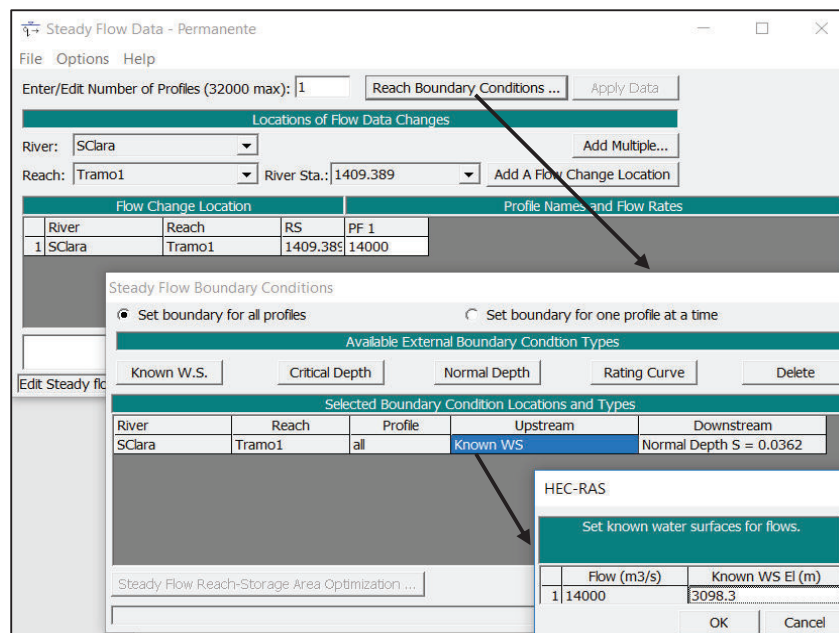 Steady Flow Data - Permanente
File Options Help
Enter/Edit Number of Profiles (32000 max): 1 Reach Boundary Conditions ... Apply Data
Locations of Flow Data Changes
River: SClara Add Multiple...
Reach: Tramo1 River Sta.: 1409.389 Add A Flow Change Location
Flow Change Location Profile Names and Flow Rates
River Reach RS PF 1
1 SClara Tramo1 1409.389 14000
Steady Flow Boundary Conditions
Set boundary for all profiles Set boundary for one profile at a time
Available External Boundary Condtion Types
Known W.S. Critical Depth Normal Depth Rating Curve Delete
Edit Steady flo
Selected Boundary Condition Locations and Types
River Reach Profile Upstream Downstream
SClara Tramo1 all Known WS Normal Depth S = 0.0362
HEC-RAS
Set known water surfaces for flows.
Steady Flow Reach-Storage Area Optimization ...
Flow (m3/s) Known WS El (m)
1 14000 3098.3
OK Cancel